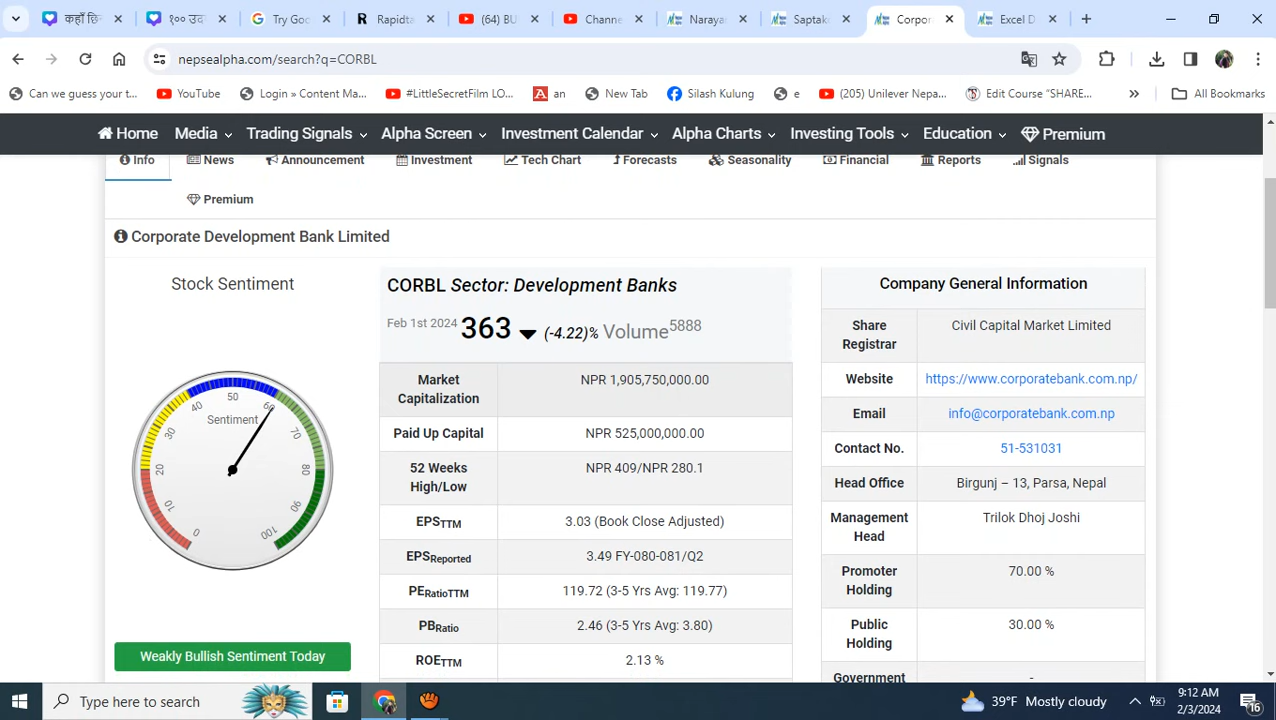 कहाँ कि
१०० उद
Try Goo
Rapidta
(64) BU
Channe
Naraya
Saptak
Corpor
Excel D
nepsealpha.com/search?q=CORBL
Can we guess your t...
YouTube
Login » Content Ma...
#LittleSecretFilm LO...
an
New Tab
Silash Kulung
e
(205) Unilever Nepa...
Edit Course “SHARE...
All Bookmarks
Home
Media
Trading Signals
Alpha Screen
Investment Calendar
Alpha Charts
Investing Tools
Education
Premium
Info
News
Announcement
Investment
Tech Chart
Forecasts
Seasonality
Financial
Reports
Signals
Premium
Corporate Development Bank Limited
Stock Sentiment
0
10
20
30
40
50
60
70
80
90
100
Sentiment
Weakly Bullish Sentiment Today
CORBL Sector: Development Banks
Feb 1st 2024 363 (-4.22)% Volume 5888
Market Capitalization NPR 1,905,750,000.00
Paid Up Capital NPR 525,000,000.00
52 Weeks High/Low NPR 409/NPR 280.1
EPSTTM 3.03 (Book Close Adjusted)
EPSReported 3.49 FY-080-081/Q2
PERatioTTM 119.72 (3-5 Yrs Avg: 119.77)
PBRatio 2.46 (3-5 Yrs Avg: 3.80)
ROETTM 2.13 %
Company General Information
Share Registrar Civil Capital Market Limited
Website https://www.corporatebank.com.np/
Email info@corporatebank.com.np
Contact No. 51-531031
Head Office Birgunj – 13, Parsa, Nepal
Management Head Trilok Dhoj Joshi
Promoter Holding 70.00 %
Public Holding 30.00 %
Government -
Type here to search
39°F Mostly cloudy
9:12 AM
2/3/2024
16